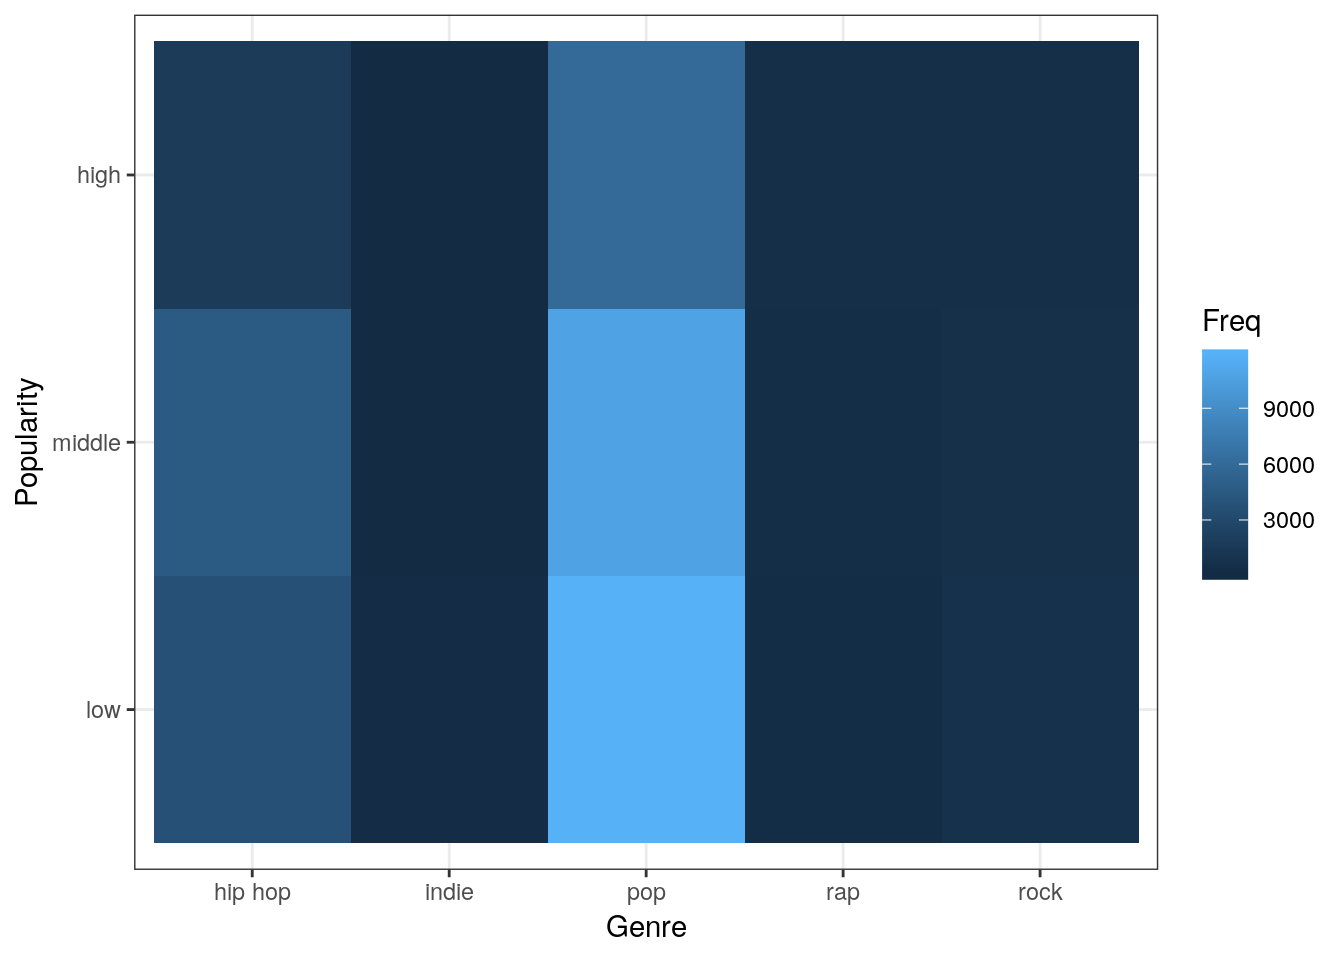 high
middle
low
Popularity
hip hop
indie
pop
rap
rock
Genre
Freq
9000
6000
3000